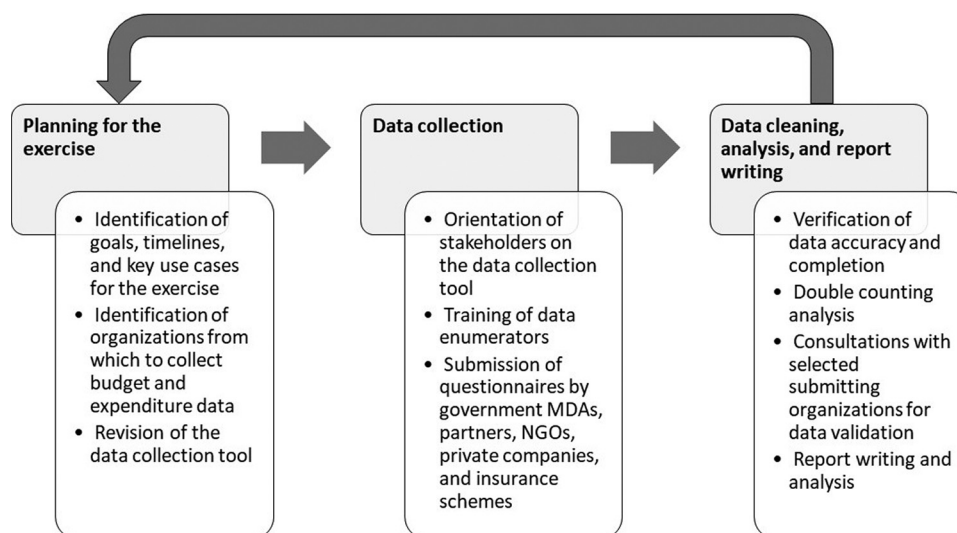 Planning for the
exercise
• Identification of
goals, timelines,
and key use cases
for the exercise
• Identification of
organizations from
which to collect
budget and
expenditure data
• Revision of the
data collection tool
Data collection
• Orientation of
stakeholders on
the data collection
tool
• Training of data
enumerators
• Submission of
questionnaires by
government MDAs,
partners, NGOs,
private companies,
and insurance
schemes
Data cleaning,
analysis, and report
writing
• Verification of
data accuracy and
completion
• Double counting
analysis
• Consultations with
selected
submitting
organizations for
data validation
• Report writing and
analysis